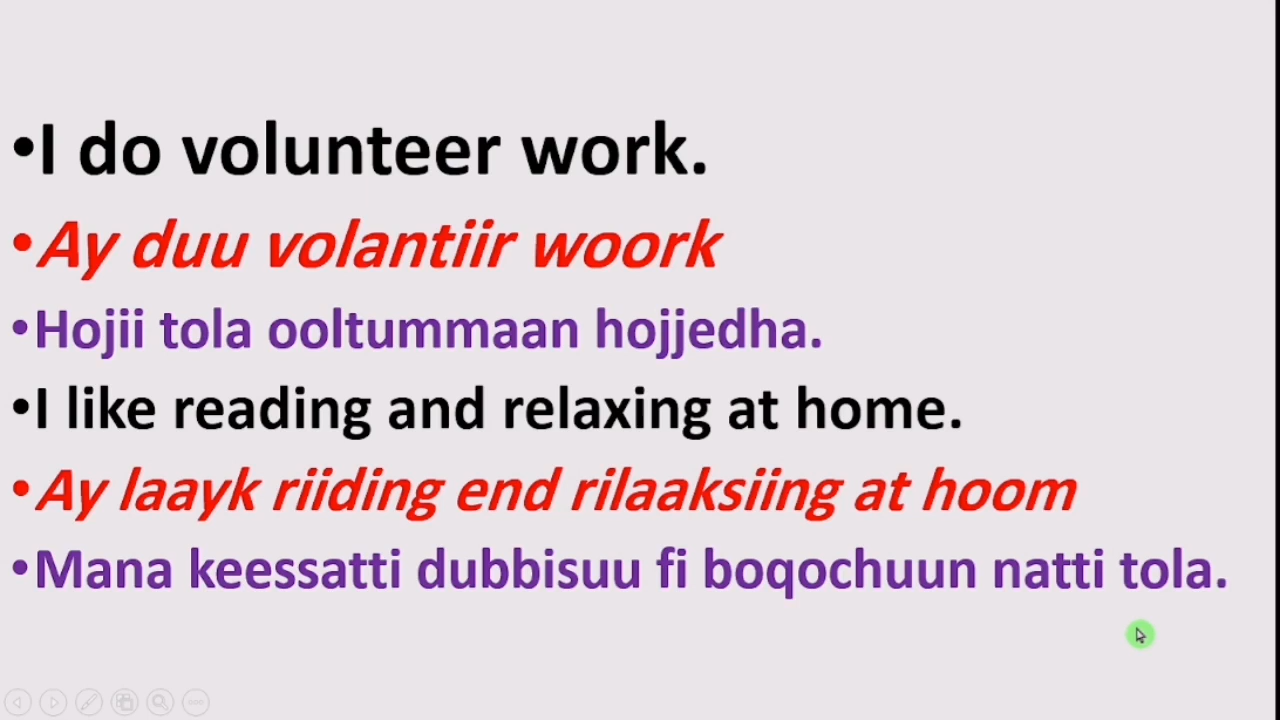 •I do volunteer work.
•Ay duu volantiir woork
•Hojii tola ooltummaan hojjedha.
•I like reading and relaxing at home.
•Ay laayk riiding end rilaaksiing at hoom
•Mana keessatti dubbisuu fi boqochuun natti tola.